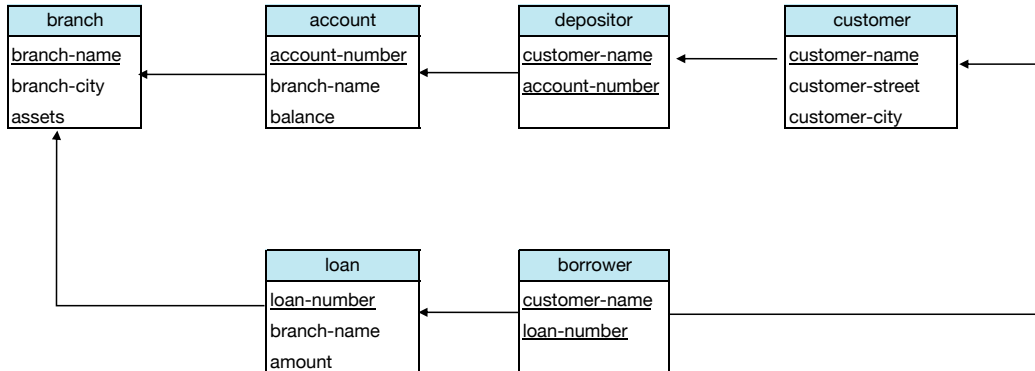 branch
branch-name
branch-city
assets
account
account-number
branch-name
balance
depositor
customer-name
account-number
customer
customer-name
customer-street
customer-city
loan
loan-number
branch-name
amount
borrower
customer-name
loan-number